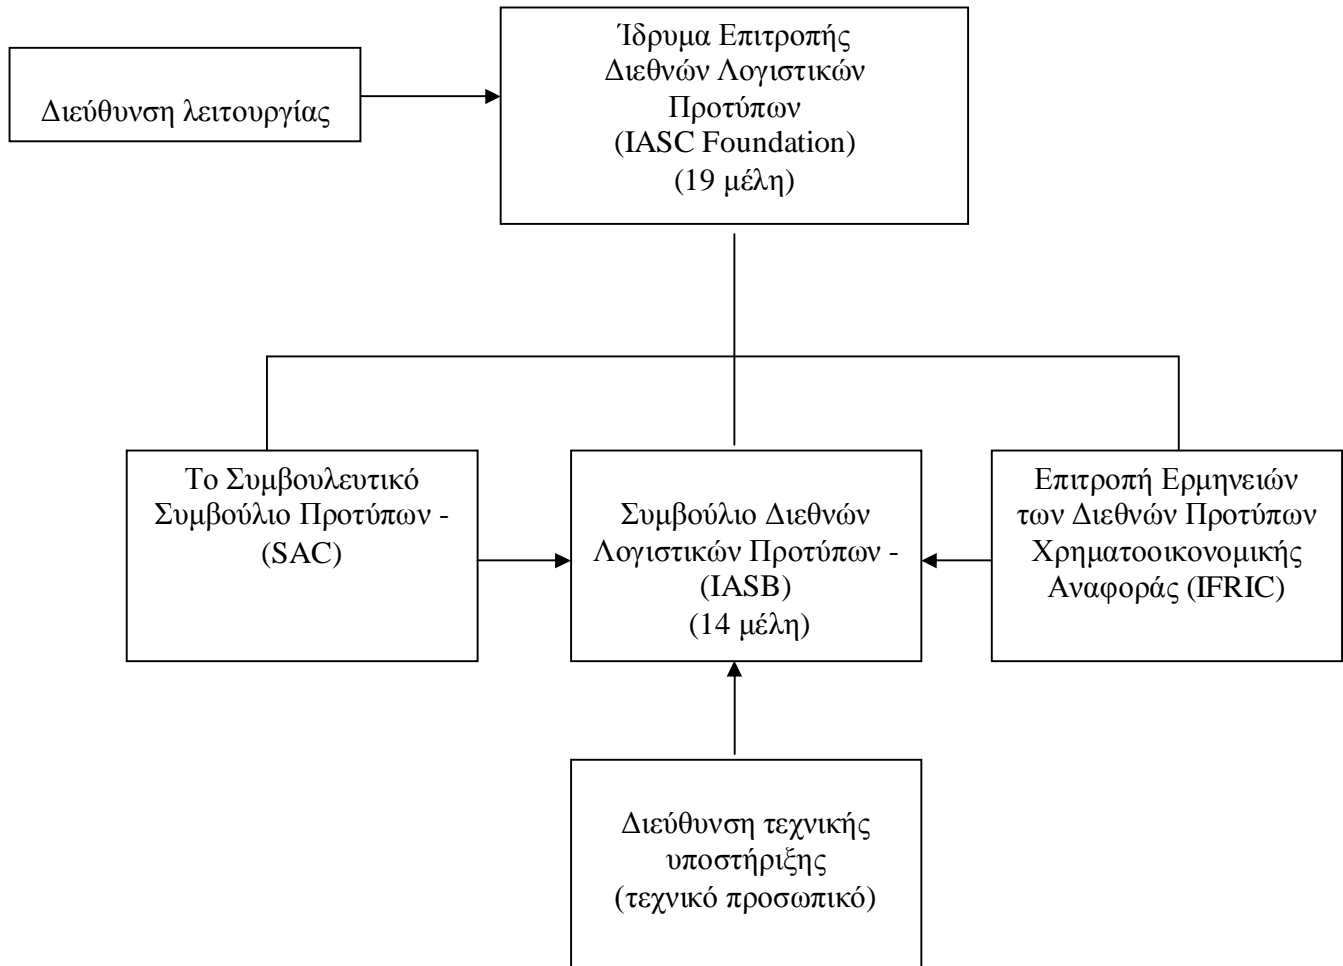 Ίδρυμα Επιτροπής
Διεθνών Λογιστικών
Προτύπων
(IASC Foundation)
(19 μέλη)
Διεύθυνση λειτουργίας
Το Συμβουλευτικό
Συμβούλιο Προτύπων -
(SAC)
Συμβούλιο Διεθνών
Λογιστικών Προτύπων -
(IASB)
(14 μέλη)
Επιτροπή Ερμηνειών
των Διεθνών Προτύπων
Χρηματοοικονομικής
Αναφοράς (IFRIC)
Διεύθυνση τεχνικής
υποστήριξης
(τεχνικό προσωπικό)